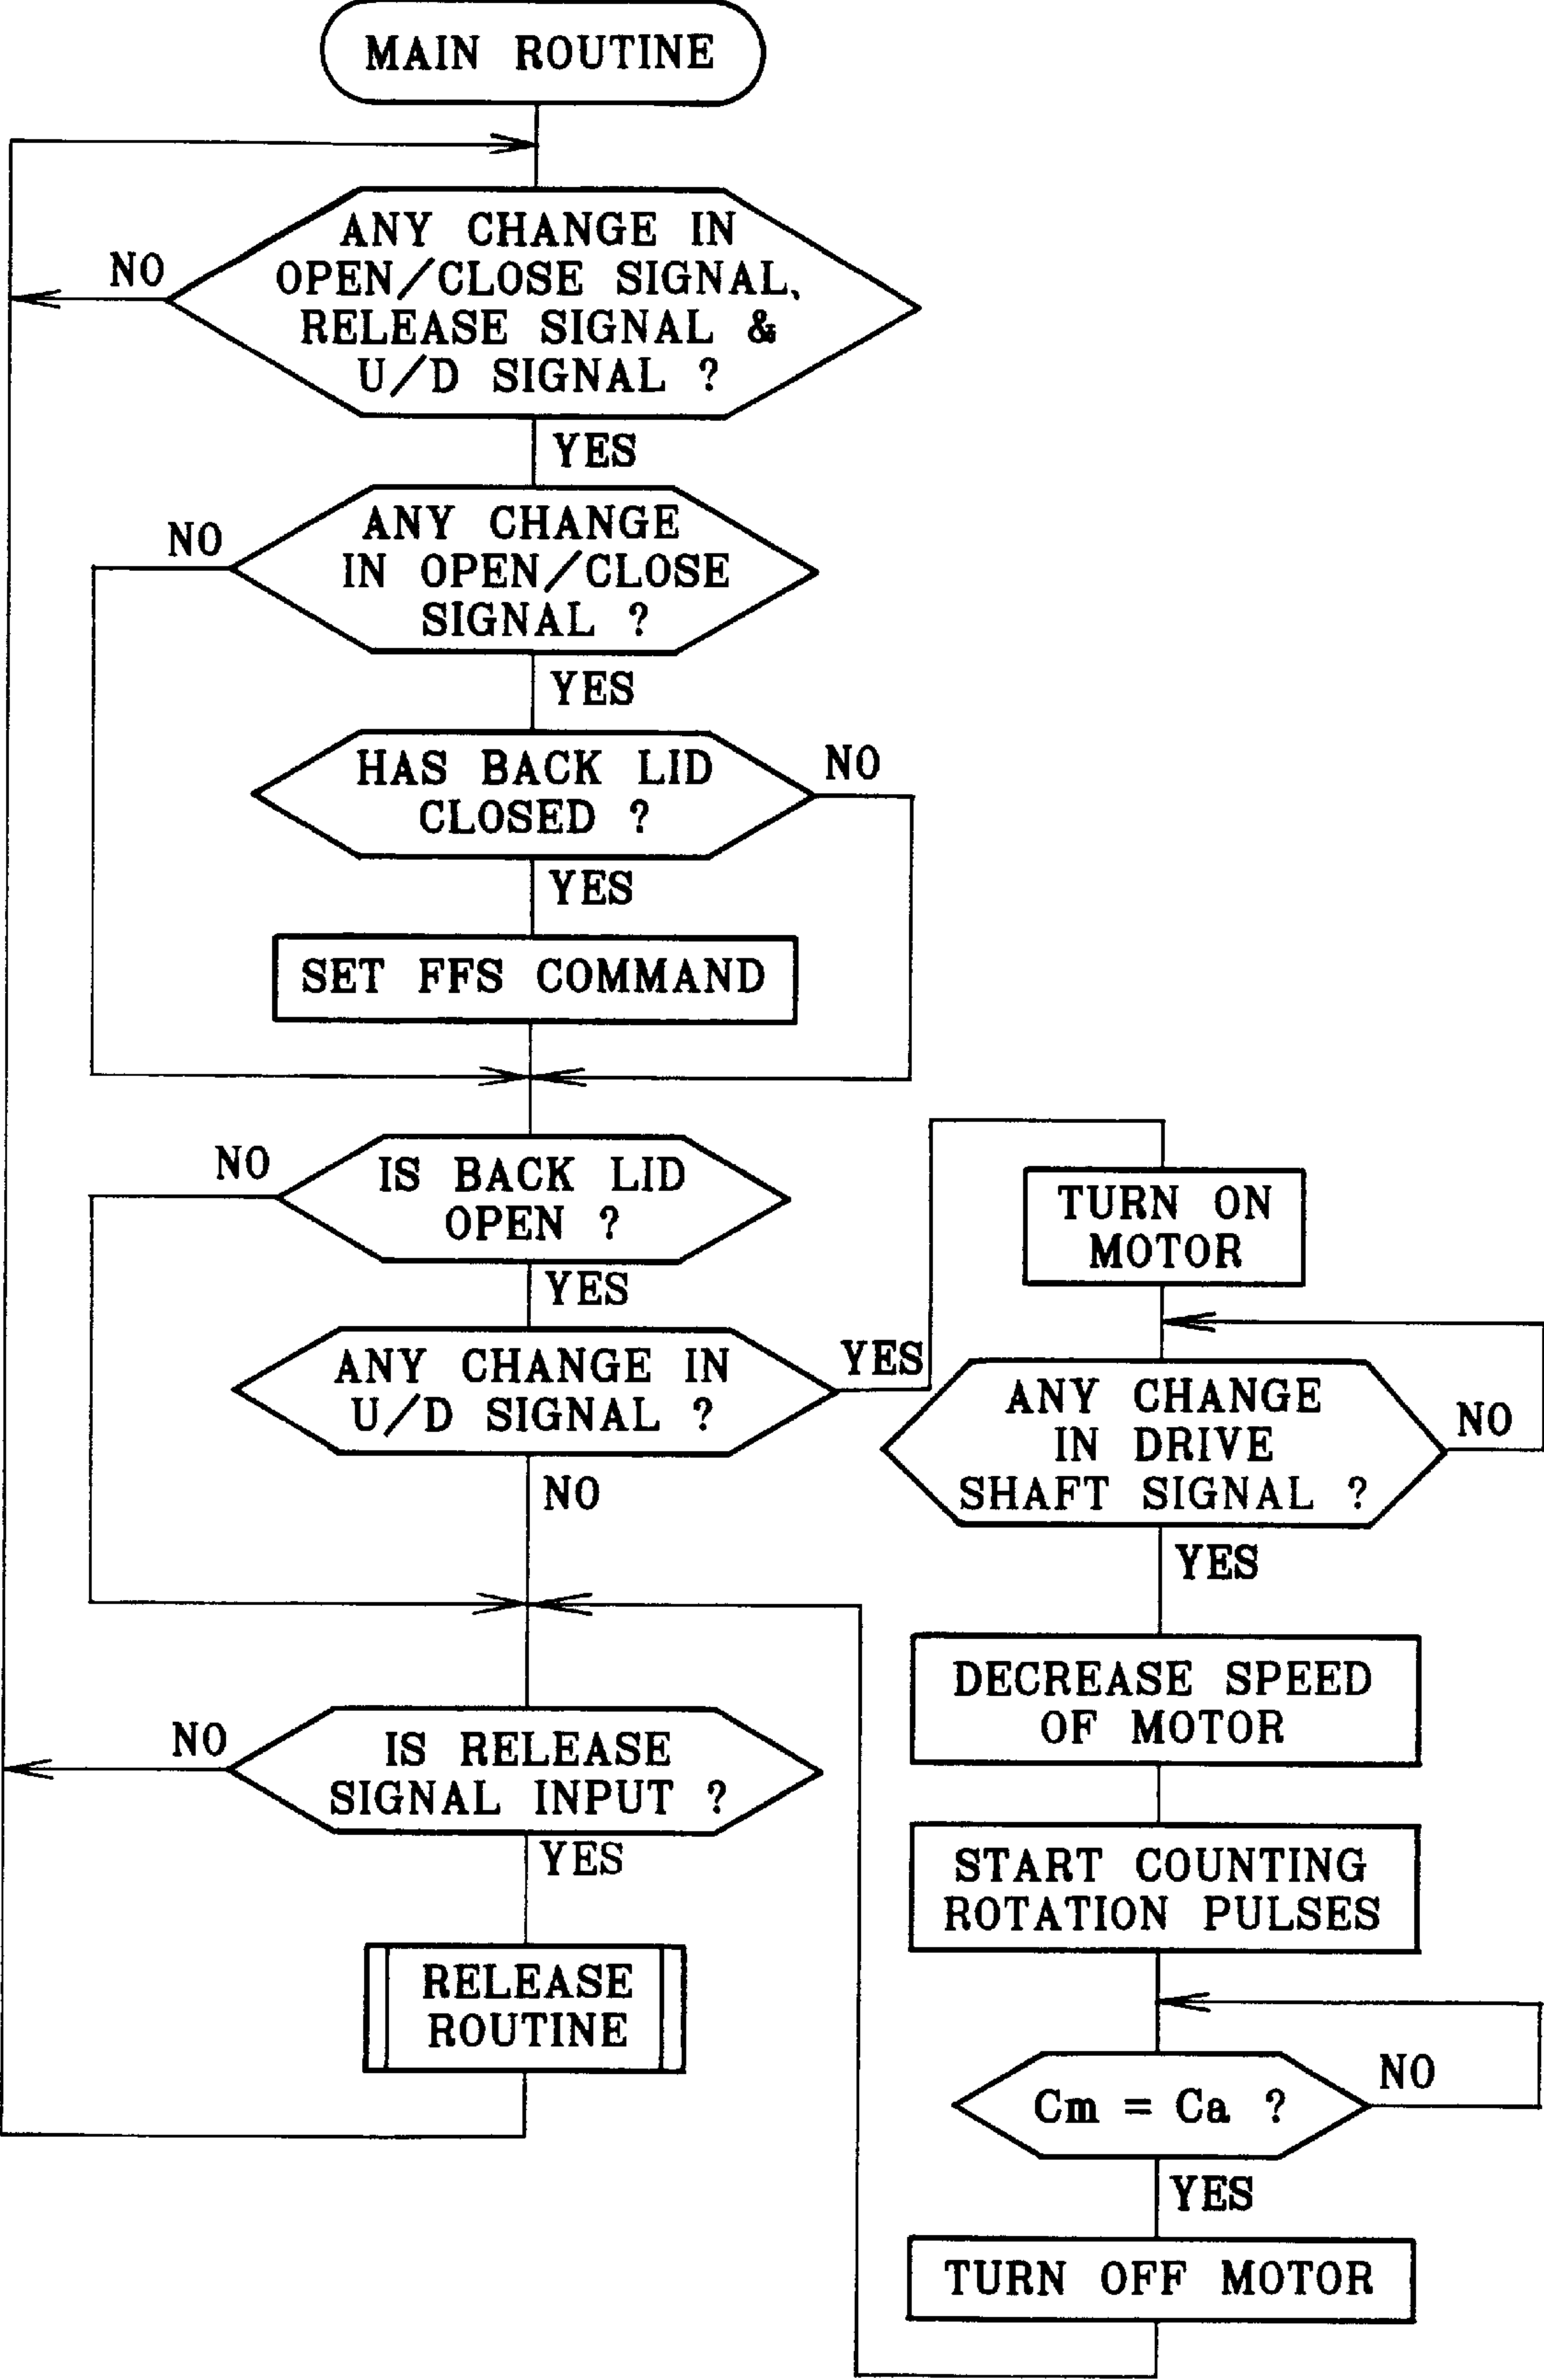 MAIN ROUTINE
ANY CHANGE IN
OPEN/CLOSE SIGNAL,
RELEASE SIGNAL &
U/D SIGNAL ?
NO
YES
ANY CHANGE
IN OPEN/CLOSE
SIGNAL ?
NO
YES
HAS BACK LID
CLOSED ?
NO
YES
SET FFS COMMAND
IS BACK LID
OPEN ?
NO
YES
ANY CHANGE IN
U/D SIGNAL ?
YES
NO
IS RELEASE
SIGNAL INPUT ?
NO
YES
RELEASE
ROUTINE
TURN ON
MOTOR
ANY CHANGE
IN DRIVE
SHAFT SIGNAL ?
NO
YES
DECREASE SPEED
OF MOTOR
START COUNTING
ROTATION PULSES
Cm = Ca ?
NO
YES
TURN OFF MOTOR